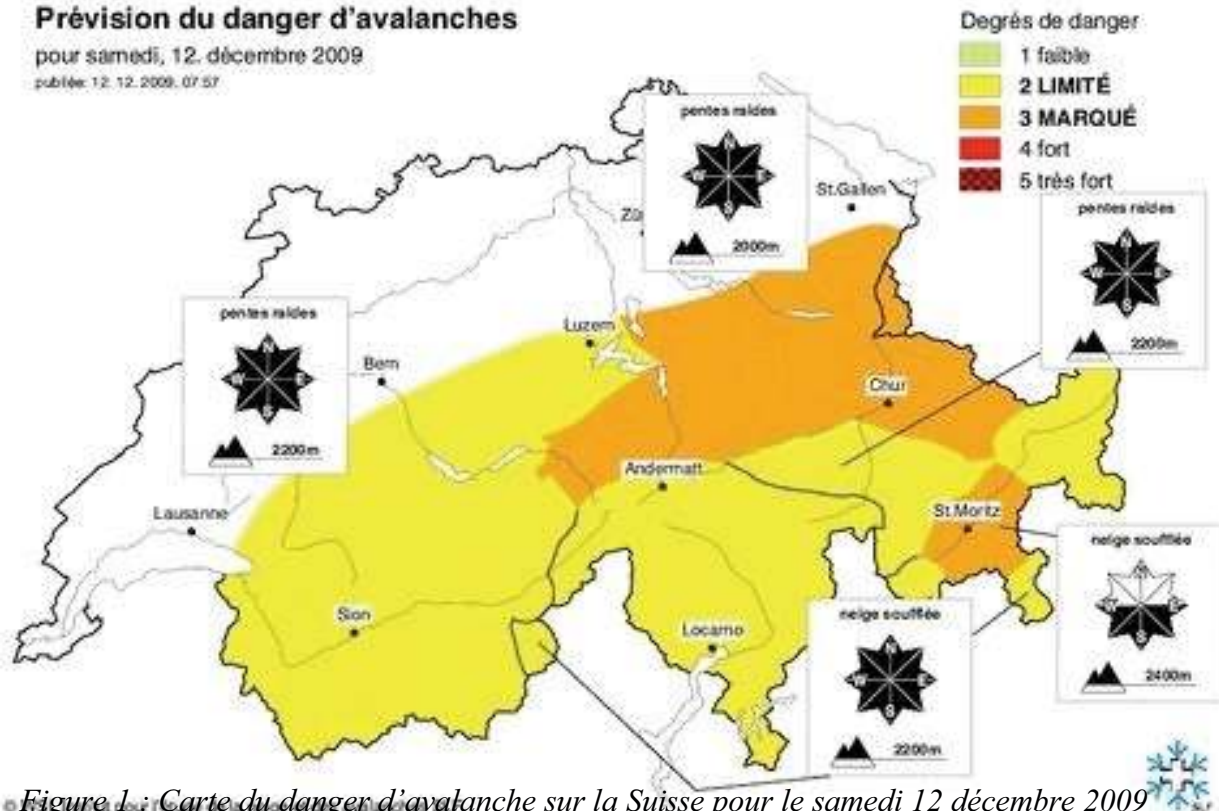 Prévision du danger d'avalanches
pour samedi, 12. décembre 2009
publiée: 12. 12. 2009, 07:57
Degrés de danger
1 faible
2 LIMITÉ
3 MARQUÉ
4 fort
5 très fort
pentes raides
N
W E
S
2000m
St.Gallen
pentes raides
N
W E
S
2200m
pentes raides
N
W E
S
2200m
Luzern
Bern
Chur
Andermatt
Lausanne
St.Moritz
neige soufflée
N
W E
S
2400m
Sion
Locarno
neige soufflée
N
W E
S
2200m
Figure 1 : Carte du danger d'avalanche sur la Suisse pour le samedi 12 décembre 2009